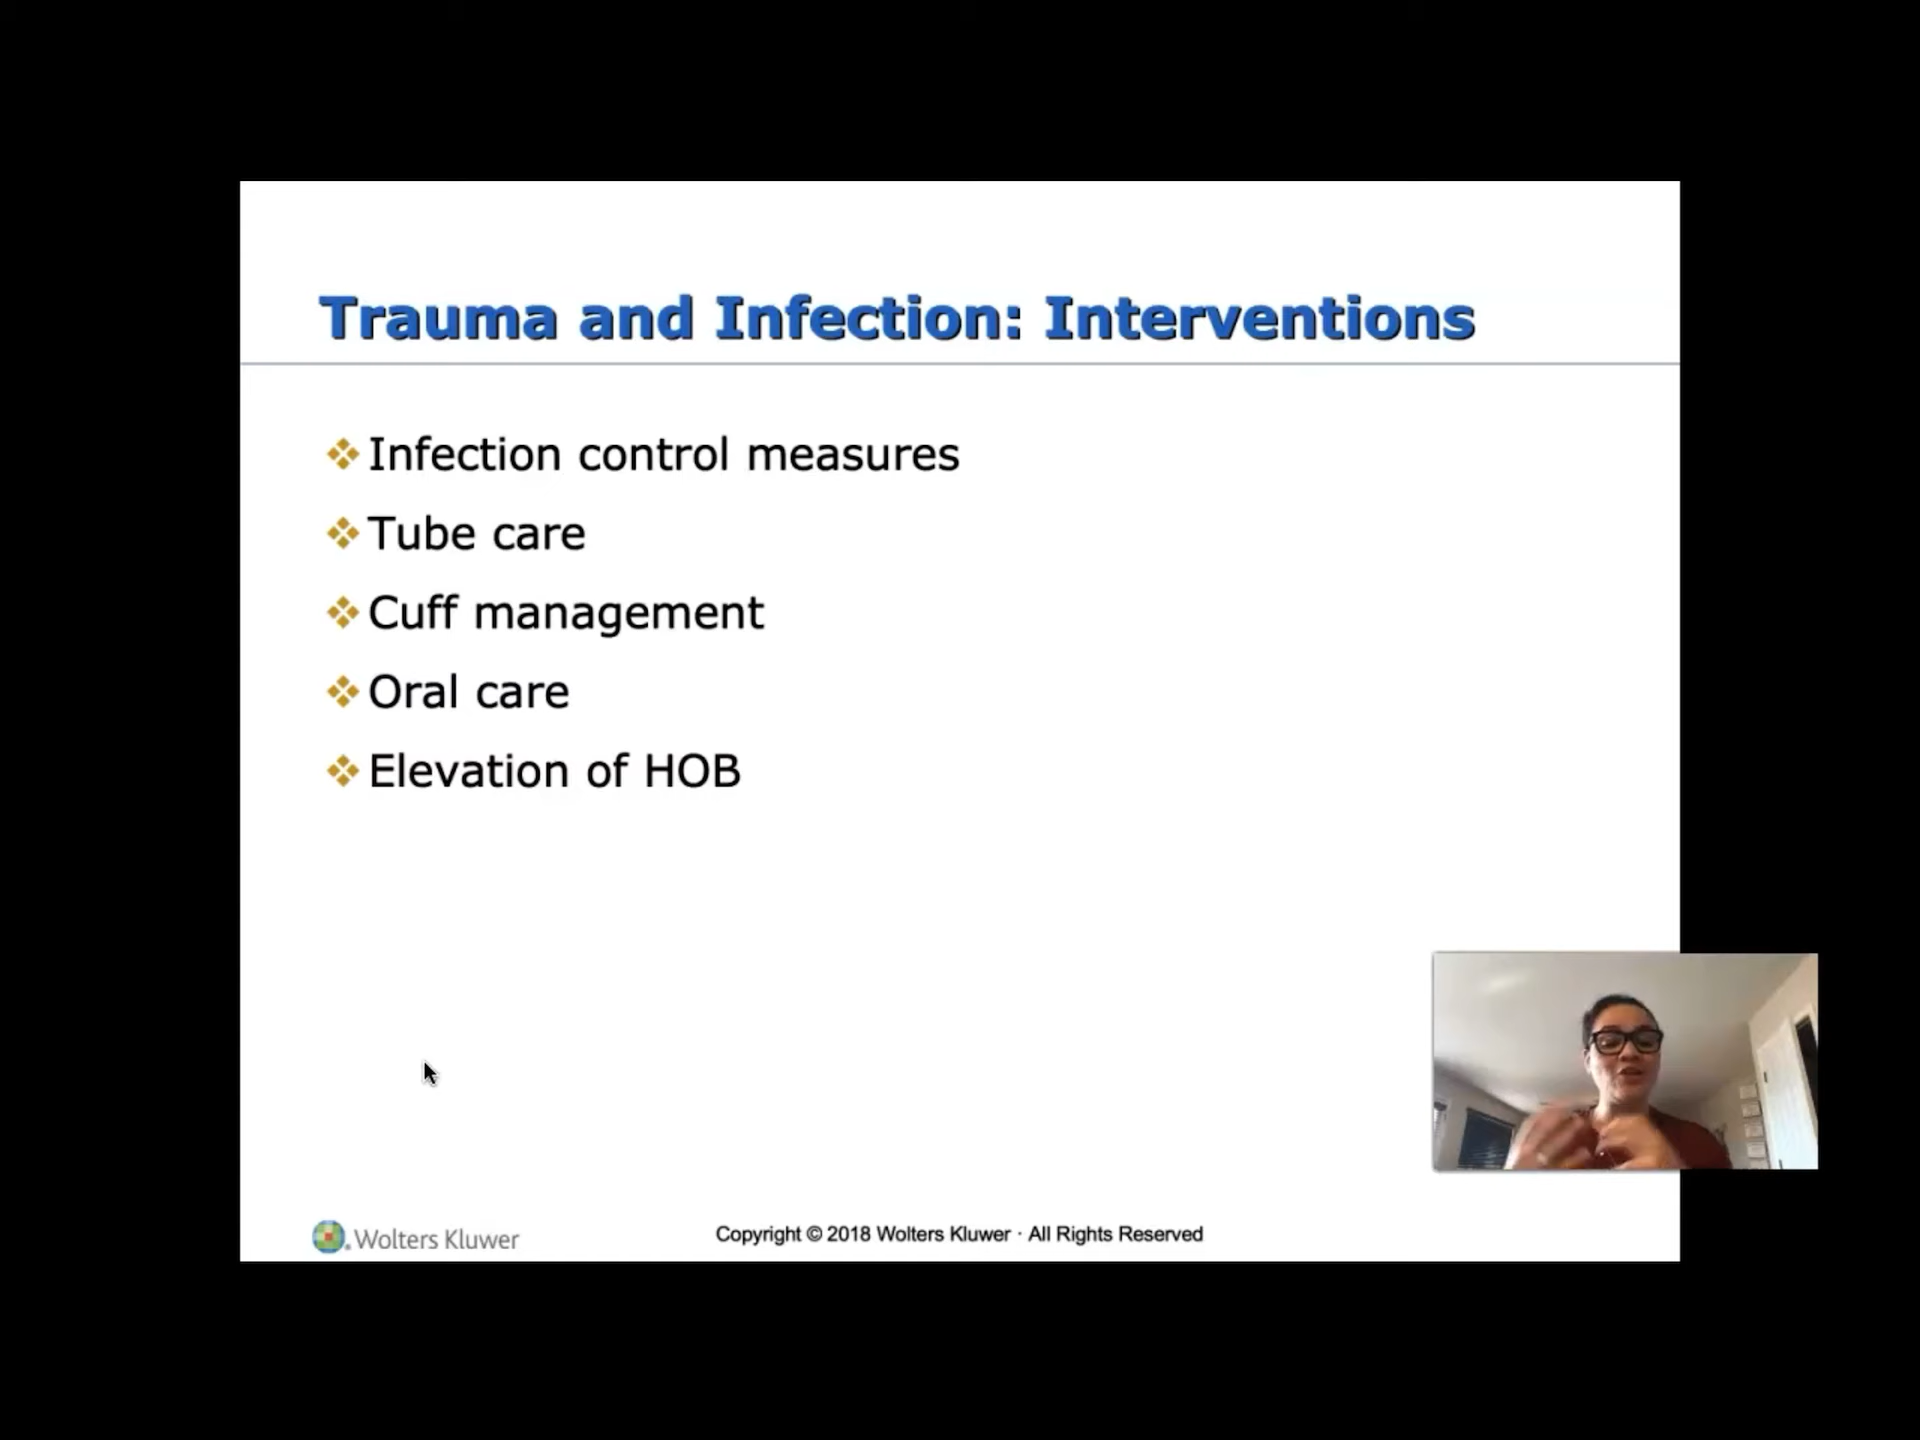 Trauma and Infection: Interventions
Infection control measures
Tube care
Cuff management
Oral care
Elevation of HOB
Wolters Kluwer
Copyright © 2018 Wolters Kluwer · All Rights Reserved